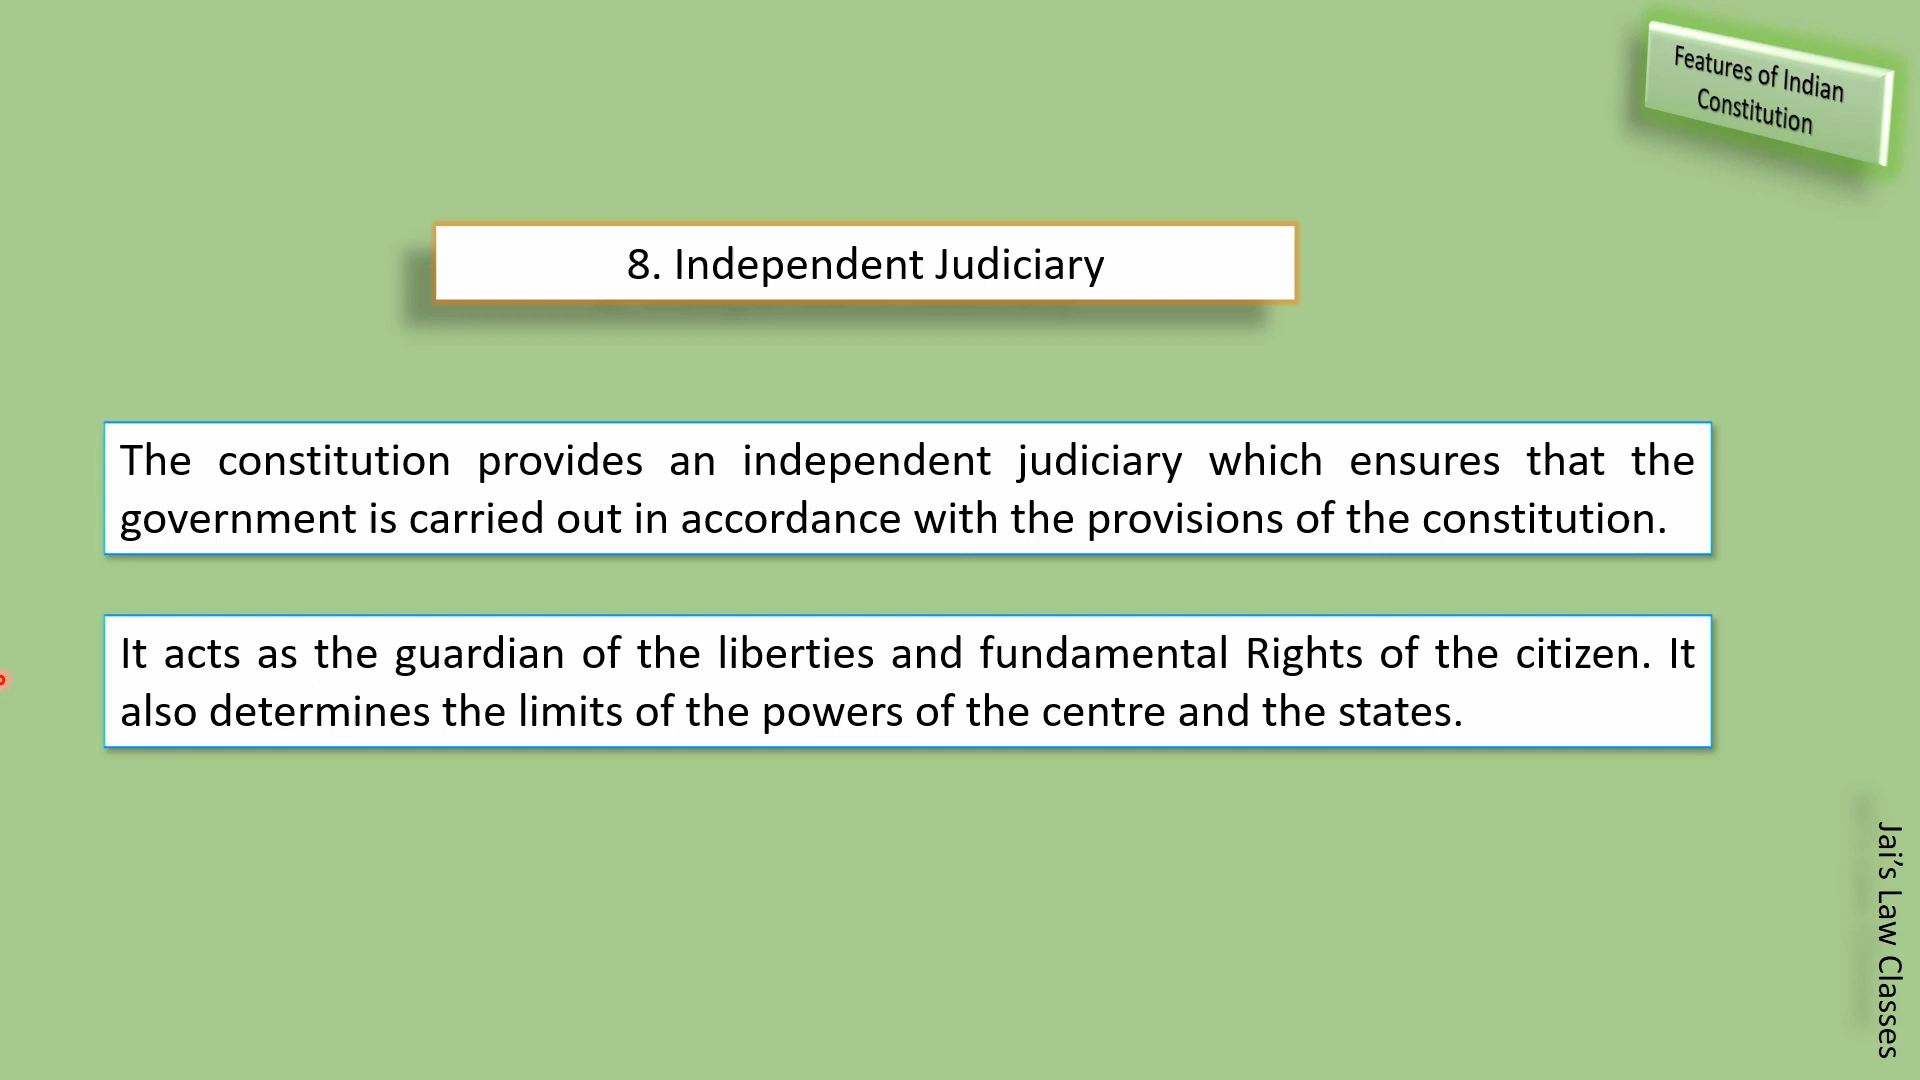 Features of Indian
Constitution
8. Independent Judiciary
The constitution provides an independent judiciary which ensures that the
government is carried out in accordance with the provisions of the constitution.
It acts as the guardian of the liberties and fundamental Rights of the citizen. It
also determines the limits of the powers of the centre and the states.
Jai’s Law Classes